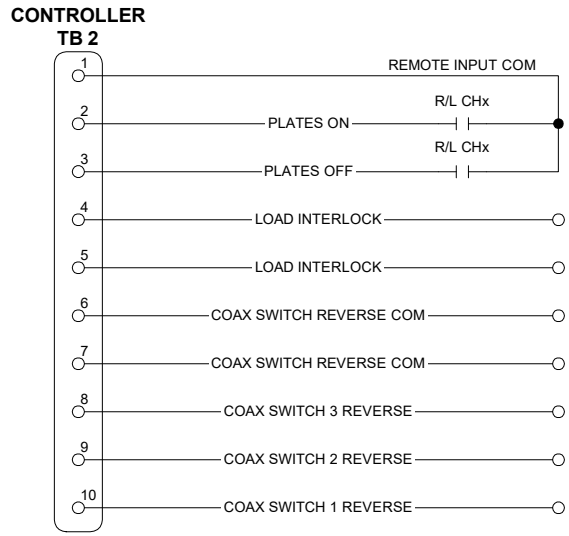 CONTROLLER
TB 2
1 REMOTE INPUT COM
R/L CHx
2 PLATES ON
R/L CHx
3 PLATES OFF
4 LOAD INTERLOCK
5 LOAD INTERLOCK
6 COAX SWITCH REVERSE COM
7 COAX SWITCH REVERSE COM
8 COAX SWITCH 3 REVERSE
9 COAX SWITCH 2 REVERSE
10 COAX SWITCH 1 REVERSE